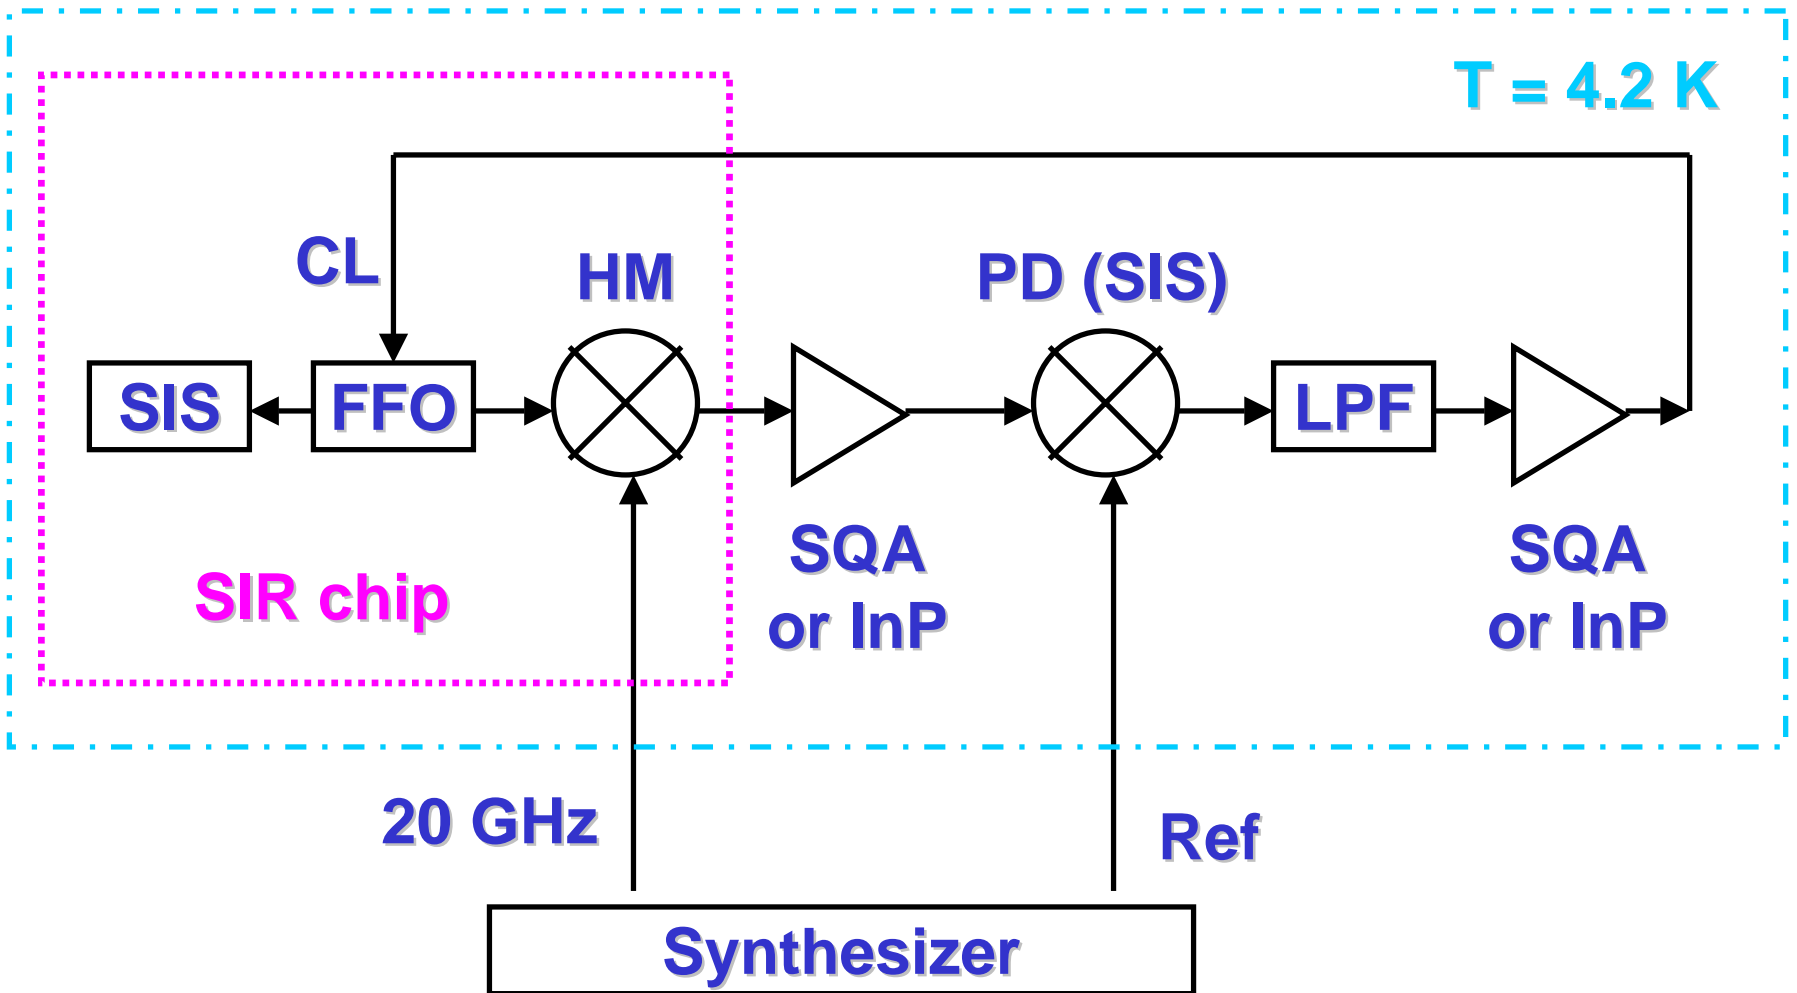 T = 4.2 K
CL
HM
PD (SIS)
SIS
FFO
LPF
SQA
or InP
SQA
or InP
SIR chip
20 GHz
Ref
Synthesizer